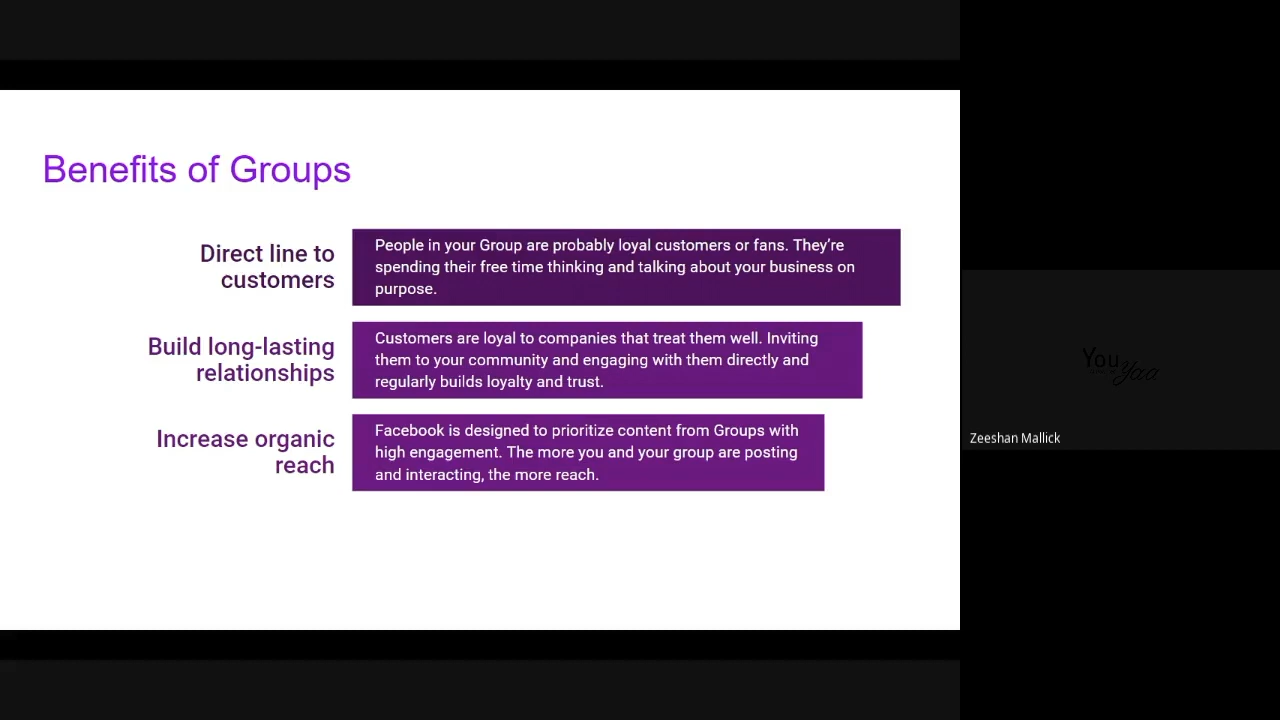 Benefits of Groups
Direct line to
customers
People in your Group are probably loyal customers or fans. They’re
spending their free time thinking and talking about your business on
purpose.
Build long-lasting
relationships
Customers are loyal to companies that treat them well. Inviting
them to your community and engaging with them directly and
regularly builds loyalty and trust.
Increase organic
reach
Facebook is designed to prioritize content from Groups with
high engagement. The more you and your group are posting
and interacting, the more reach.
You
Yaa
Zeeshan Mallick